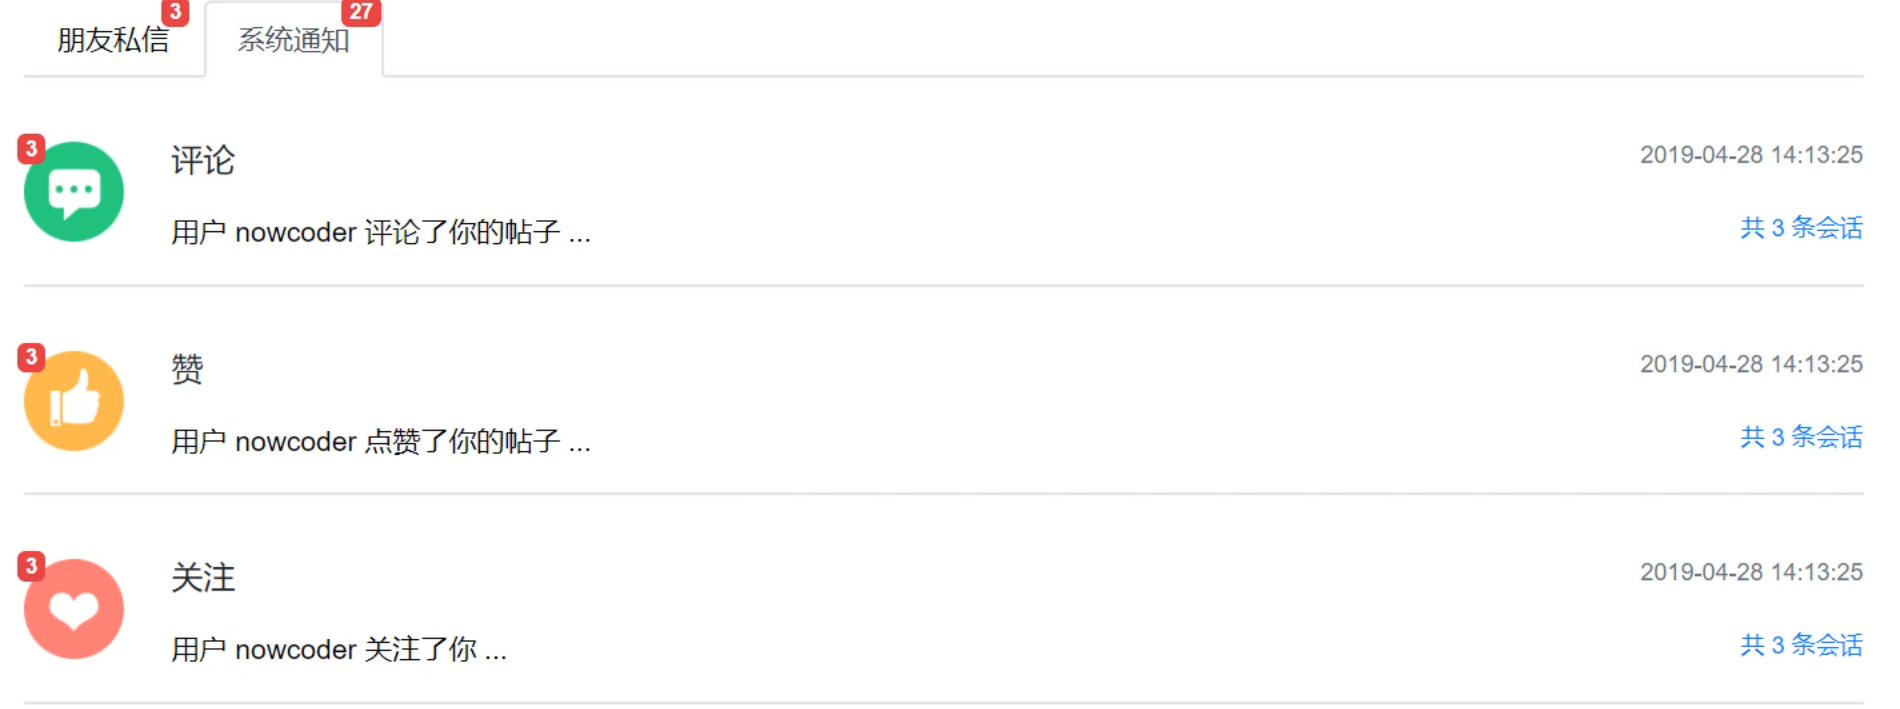 朋友私信 3 系统通知 27
3 评论 2019-04-28 14:13:25
用户 nowcoder 评论了你的帖子 ... 共 3 条会话
3 赞 2019-04-28 14:13:25
用户 nowcoder 点赞了你的帖子 ... 共 3 条会话
3 关注 2019-04-28 14:13:25
用户 nowcoder 关注了你 ... 共 3 条会话